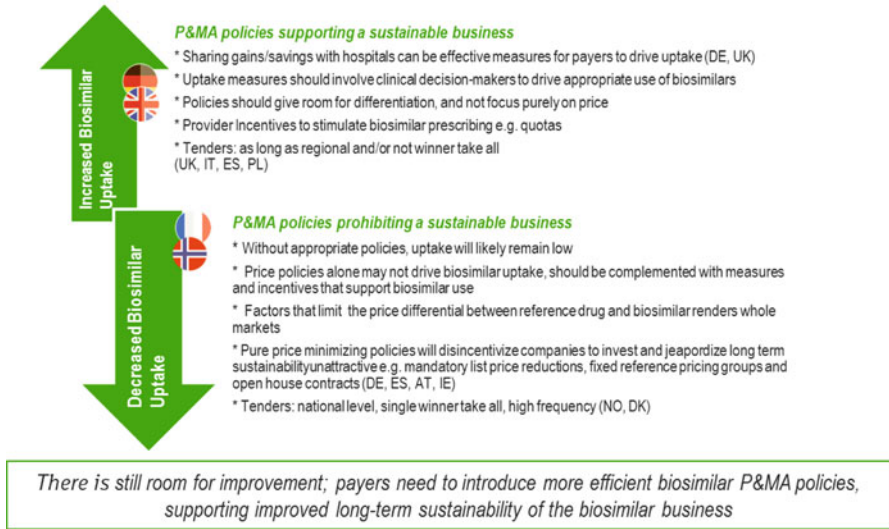 P&MA policies supporting a sustainable business
* Sharing gains/savings with hospitals can be effective measures for payers to drive uptake (DE, UK)
* Uptake measures should involve clinical decision-makers to drive appropriate use of biosimilars
* Policies should give room for differentiation, and not focus purely on price
* Provider Incentives to stimulate biosimilar prescribing e.g. quotas
* Tenders: as long as regional and/or not winner take all
(UK, IT, ES, PL)
Increased Biosimilar
Uptake
P&MA policies prohibiting a sustainable business
* Without appropriate policies, uptake will likely remain low
* Price policies alone may not drive biosimilar uptake, should be complemented with measures
and incentives that support biosimilar use
* Factors that limit the price differential between reference drug and biosimilar renders whole
markets
* Pure price minimizing policies will disincentivize companies to invest and jeapordize long term
sustainabilityunattractive e.g. mandatory list price reductions, fixed reference pricing groups and
open house contracts (DE, ES, AT, IE)
* Tenders: national level, single winner take all, high frequency (NO, DK)
Decreased Biosimilar
Uptake
There is still room for improvement; payers need to introduce more efficient biosimilar P&MA policies,
supporting improved long-term sustainability of the biosimilar business